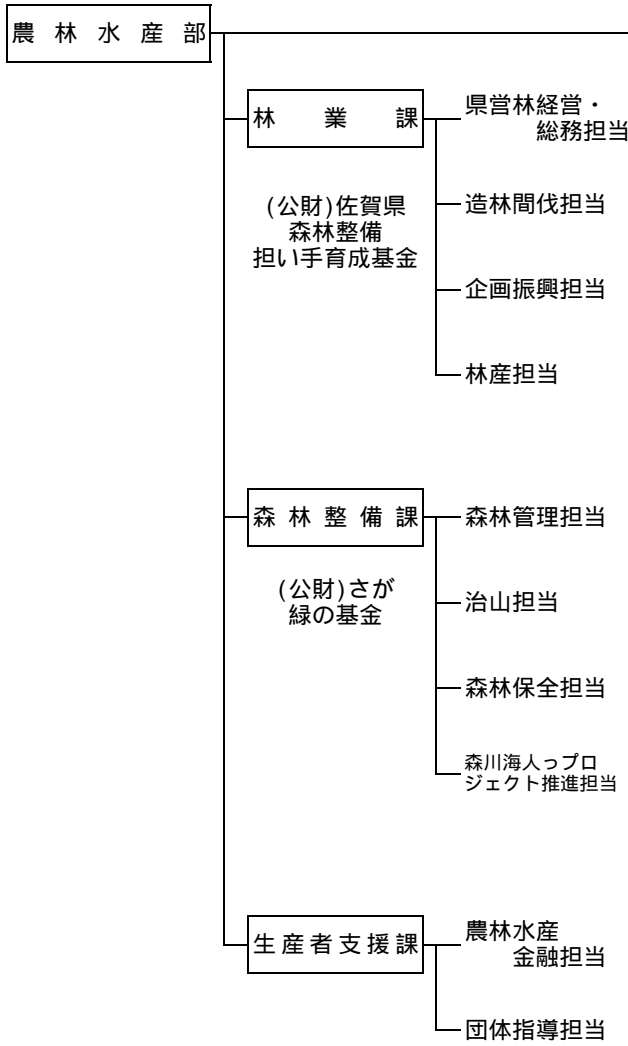 農林水産部
林業課
県営林経営・
総務担当
(公財)佐賀県
森林整備
担い手育成基金
造林間伐担当
企画振興担当
林産担当
森林整備課
森林管理担当
(公財)さが
緑の基金
治山担当
森林保全担当
森川海人っプロ
ジェクト推進担当
生産者支援課
農林水産
金融担当
団体指導担当